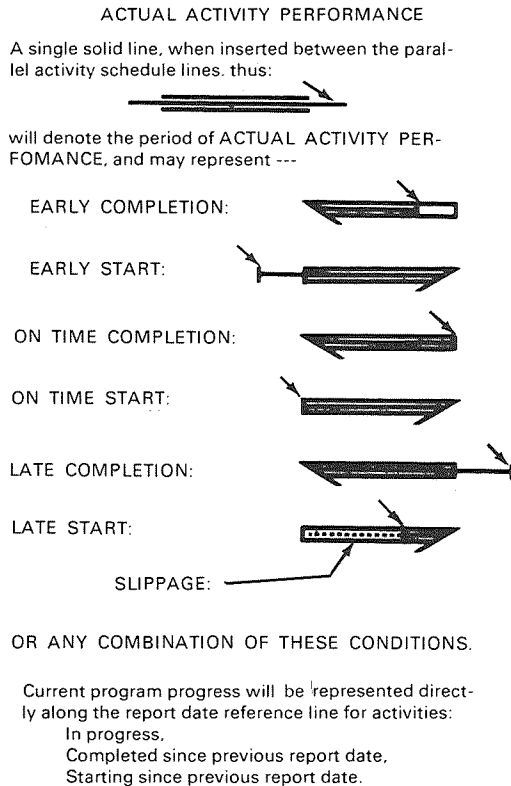 ACTUAL ACTIVITY PERFORMANCE
A single solid line, when inserted between the paral-
lel activity schedule lines. thus:
will denote the period of ACTUAL ACTIVITY PER-
FOMANCE, and may represent ---
EARLY COMPLETION:
EARLY START:
ON TIME COMPLETION:
ON TIME START:
LATE COMPLETION:
LATE START:
SLIPPAGE:
OR ANY COMBINATION OF THESE CONDITIONS.
Current program progress will be represented direct-
ly along the report date reference line for activities:
In progress,
Completed since previous report date,
Starting since previous report date.